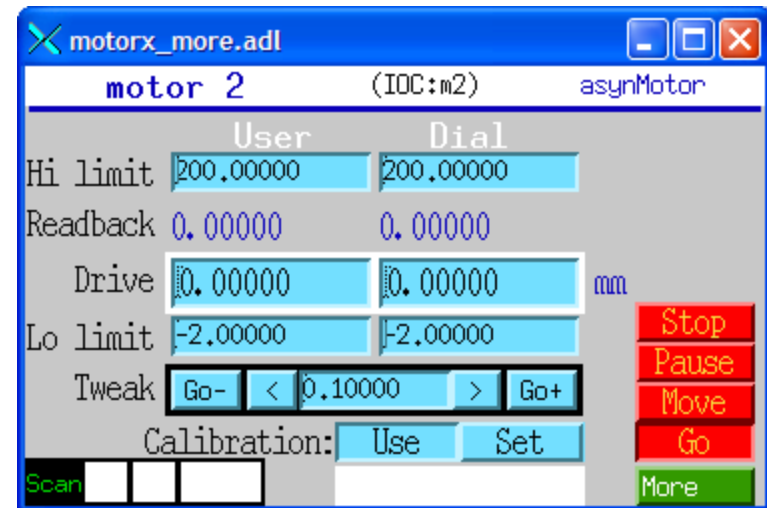 motorx_more.adl
motor 2 (IOC:m2) asynMotor
User Dial
Hi limit 200.00000 200.00000
Readback 0.00000 0.00000
Drive 0.00000 0.00000 mm
Lo limit -2.00000 -2.00000
Stop
Pause
Tweak Go- < 0.10000 > Go+
Move
Calibration: Use Set
Go
Scan
More